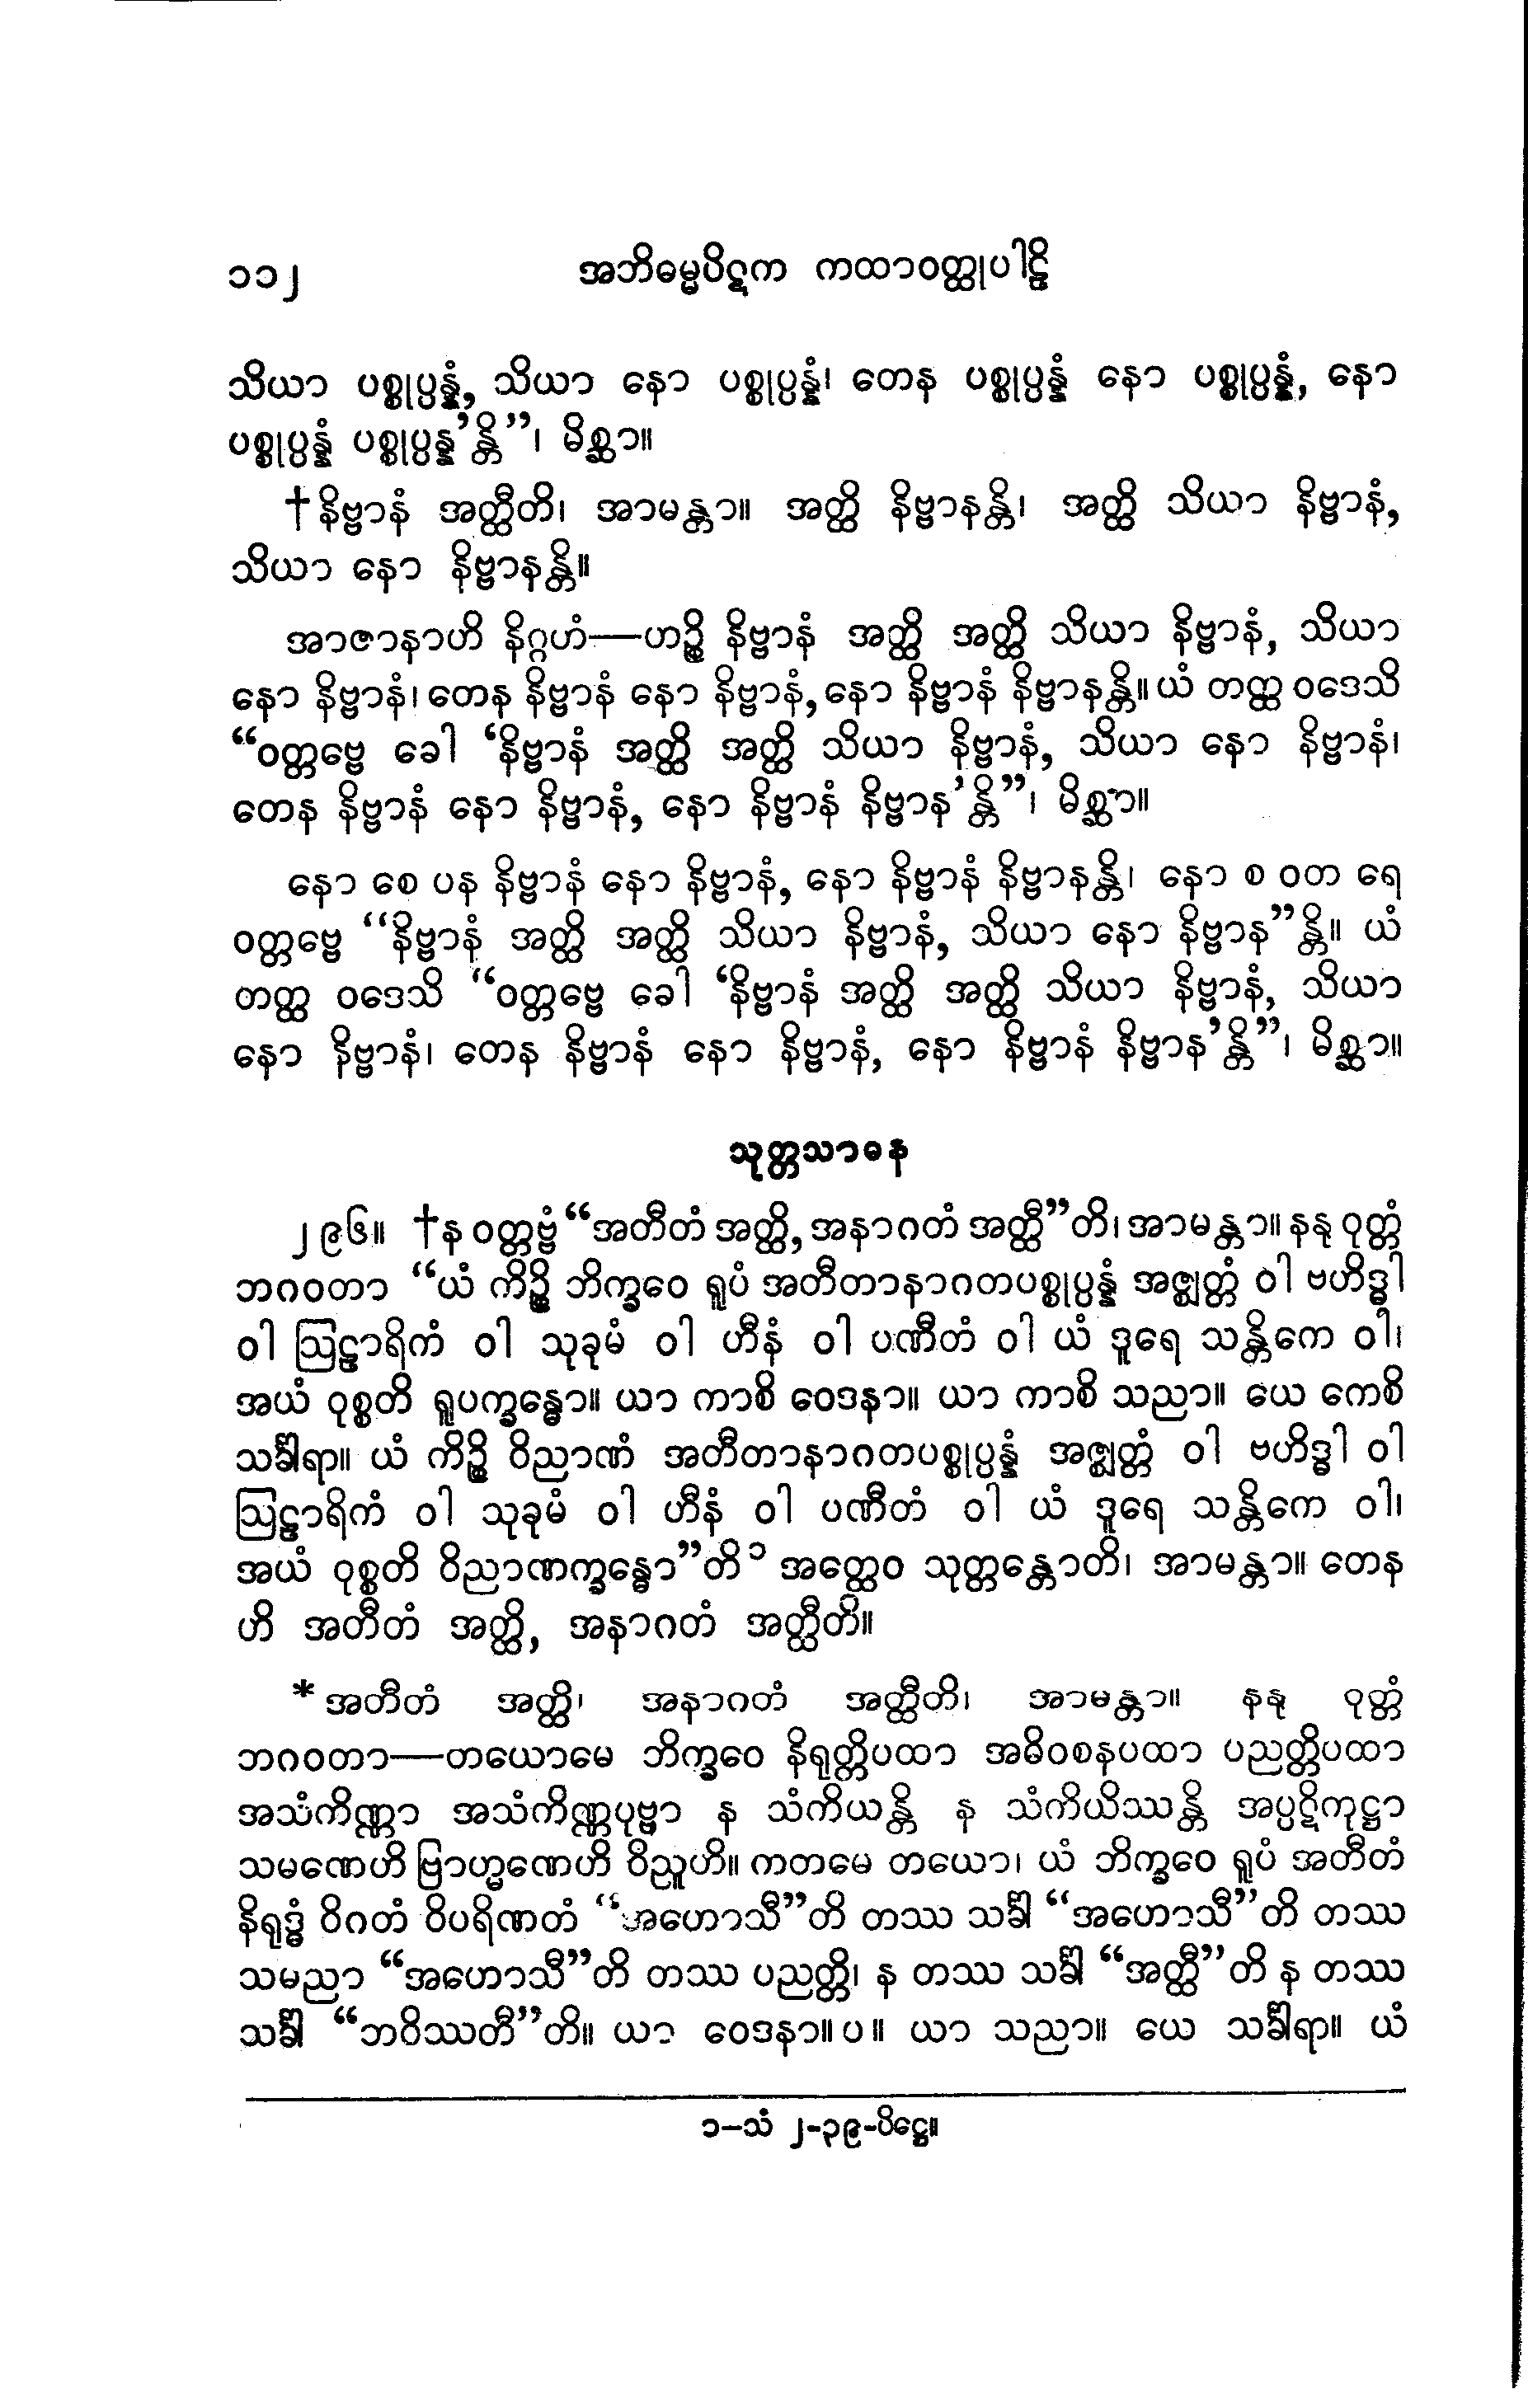 ၁၁၂ အဘိဓမ္မပိဋက ကထာဝတ္ထုပါဠိ
သိယာ ပစ္စုပ္ပန္နံ, သိယာ နော ပစ္စုပ္ပန္နံ၊ တေန ပစ္စုပ္ပန္နံ နော ပစ္စုပ္ပန္နံ, နော
ပစ္စုပ္ပန္နံ ပစ္စုပ္ပန္န’န္တိ”၊ မိစ္ဆာ။
†နိဗ္ဗာနံ အတ္ထီတိ၊ အာမန္တာ။ အတ္ထိ နိဗ္ဗာနန္တိ၊ အတ္ထိ သိယာ နိဗ္ဗာနံ,
သိယာ နော နိဗ္ဗာနန္တိ။
အာဇာနာဟိ နိဂ္ဂဟံ—ဟဉ္စိ နိဗ္ဗာနံ အတ္ထိ အတ္ထိ သိယာ နိဗ္ဗာနံ, သိယာ
နော နိဗ္ဗာနံ၊ တေန နိဗ္ဗာနံ နော နိဗ္ဗာနံ, နော နိဗ္ဗာနံ နိဗ္ဗာနန္တိ။ ယံ တတ္ထ ဝဒေသိ
“ဝတ္တဗ္ဗေ ခေါ ‘နိဗ္ဗာနံ အတ္ထိ အတ္ထိ သိယာ နိဗ္ဗာနံ, သိယာ နော နိဗ္ဗာနံ၊
တေန နိဗ္ဗာနံ နော နိဗ္ဗာနံ, နော နိဗ္ဗာနံ နိဗ္ဗာန’န္တိ”၊ မိစ္ဆာ။
နော စေ ပန နိဗ္ဗာနံ နော နိဗ္ဗာနံ, နော နိဗ္ဗာနံ နိဗ္ဗာနန္တိ၊ နော စ ဝတ ရေ
ဝတ္တဗ္ဗေ “နိဗ္ဗာနံ အတ္ထိ အတ္ထိ သိယာ နိဗ္ဗာနံ, သိယာ နော နိဗ္ဗာန”န္တိ။ ယံ
တတ္ထ ဝဒေသိ “ဝတ္တဗ္ဗေ ခေါ ‘နိဗ္ဗာနံ အတ္ထိ အတ္ထိ သိယာ နိဗ္ဗာနံ, သိယာ
နော နိဗ္ဗာနံ၊ တေန နိဗ္ဗာနံ နော နိဗ္ဗာနံ, နော နိဗ္ဗာနံ နိဗ္ဗာန’န္တိ”၊ မိစ္ဆာ။
သုတ္တသာဓန
၂၉၆။ †န ဝတ္တဗ္ဗံ “အတီတံ အတ္ထိ, အနာဂတံ အတ္ထီ”တိ၊ အာမန္တာ။ နနု ဝုတ္တံ
ဘဂဝတာ “ယံ ကိဉ္စိ ဘိက္ခဝေ ရူပံ အတီတာနာဂတပစ္စုပ္ပန္နံ အဇ္ဈတ္တံ ဝါ ဗဟိဒ္ဓါ
ဝါ ဩဠာရိကံ ဝါ သုခုမံ ဝါ ဟီနံ ဝါ ပဏီတံ ဝါ ယံ ဒူရေ သန္တိကေ ဝါ၊
အယံ ဝုစ္စတိ ရူပက္ခန္ဓော။ ယာ ကာစိ ဝေဒနာ။ ယာ ကာစိ သညာ။ ယေ ကေစိ
သင်္ခါရာ။ ယံ ကိဉ္စိ ဝိညာဏံ အတီတာနာဂတပစ္စုပ္ပန္နံ အဇ္ဈတ္တံ ဝါ ဗဟိဒ္ဓါ ဝါ
ဩဠာရိကံ ဝါ သုခုမံ ဝါ ဟီနံ ဝါ ပဏီတံ ဝါ ယံ ဒူရေ သန္တိကေ ဝါ၊
အယံ ဝုစ္စတိ ဝိညာဏက္ခန္ဓော”တိ ၁ အတ္ထေဝ သုတ္တန္တောတိ၊ အာမန္တာ။ တေန
ဟိ အတီတံ အတ္ထိ, အနာဂတံ အတ္ထီတိ။
*အတီတံ အတ္ထိ၊ အနာဂတံ အတ္ထီတိ၊ အာမန္တာ။ နနု ဝုတ္တံ
ဘဂဝတာ—တယောမေ ဘိက္ခဝေ နိရုတ္တိပထာ အဓိဝစနပထာ ပညတ္တိပထာ
အသံကိဏ္ဏာ အသံကိဏ္ဏပုဗ္ဗာ န သံကိယန္တိ န သံကိယိဿန္တိ အပ္ပဋိကုဋ္ဌာ
သမဏေဟိ ဗြာဟ္မဏေဟိ ဝိညူဟိ။ ကတမေ တယော၊ ယံ ဘိက္ခဝေ ရူပံ အတီတံ
နိရုဒ္ဓံ ဝိဂတံ ဝိပရိဏတံ “အဟောသီ”တိ တဿ သင်္ခါ “အဟောသီ”တိ တဿ
သမညာ “အဟောသီ”တိ တဿ ပညတ္တိ၊ န တဿ သင်္ခါ “အတ္ထီ”တိ န တဿ
သင်္ခါ “ဘဝိဿတီ”တိ။ ယာ ဝေဒနာ။ ပ ။ ယာ သညာ။ ယေ သင်္ခါရာ။ ယံ
၁–သံ ၂-၃၉-ပိဋ္ဌေ။